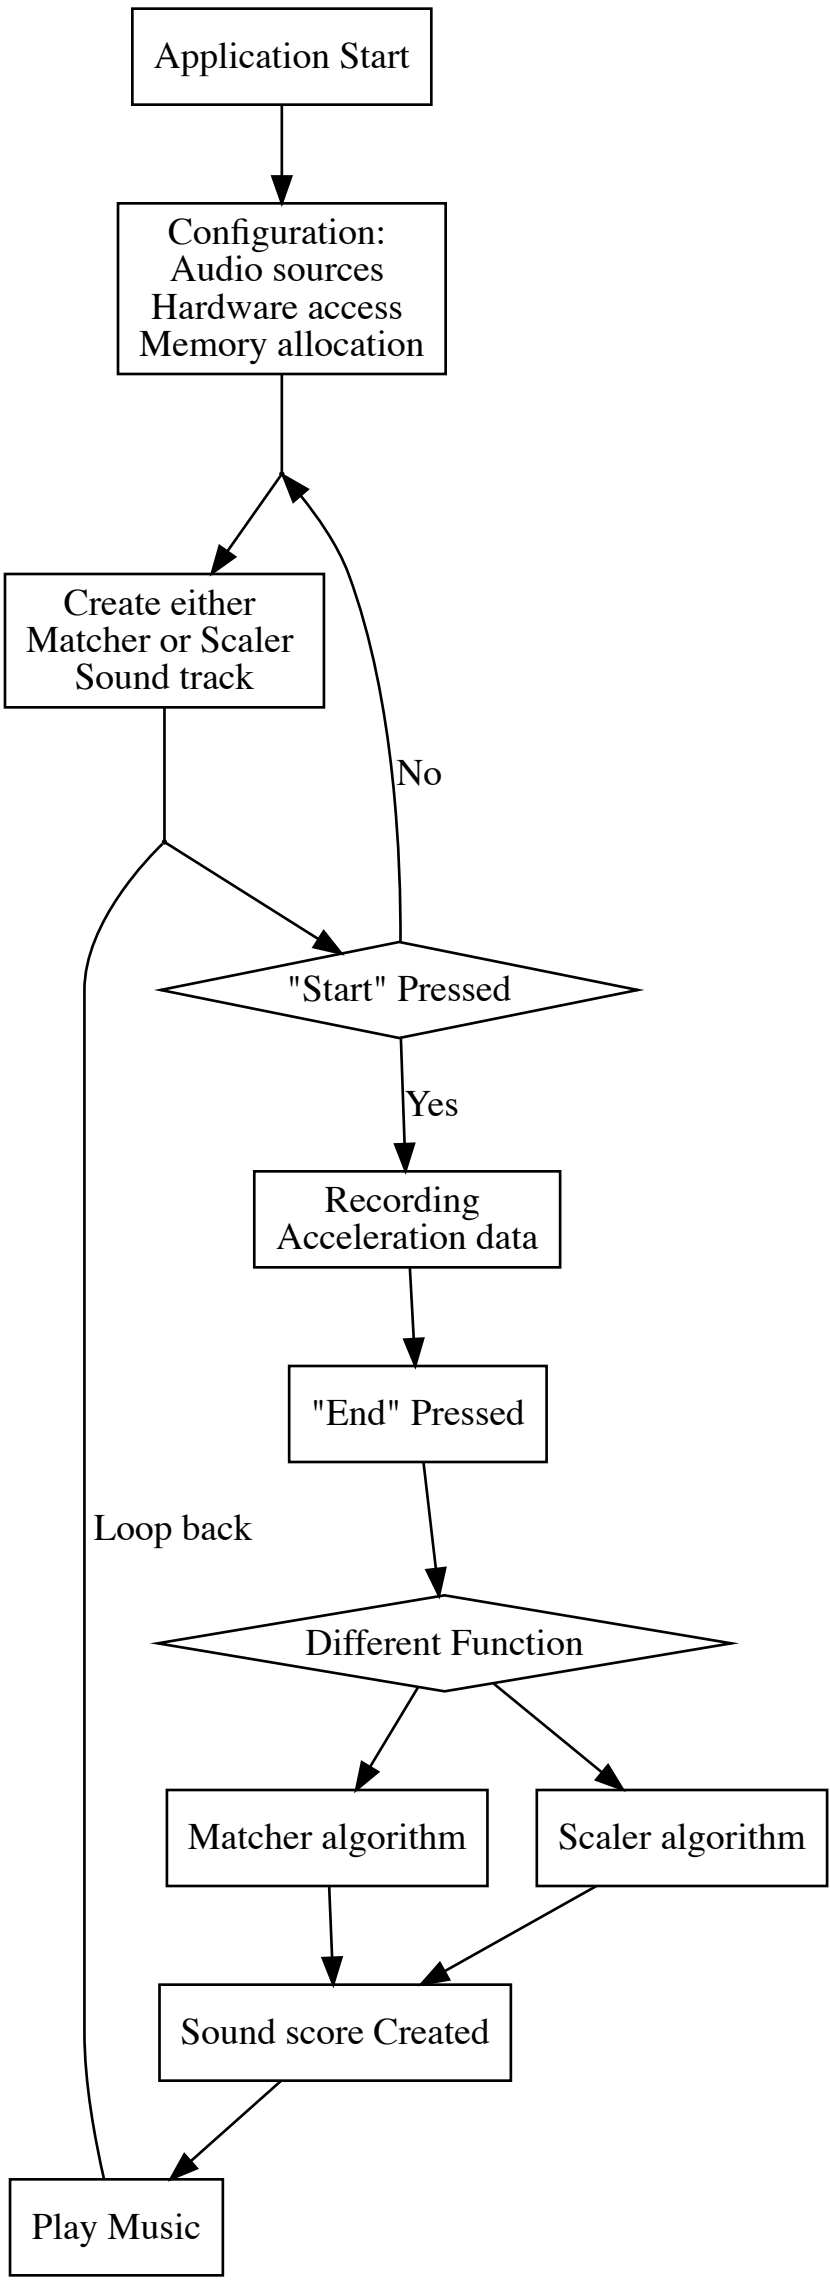 Application Start
Configuration:
Audio sources
Hardware access
Memory allocation
Create either
Matcher or Scaler
Sound track
No
"Start" Pressed
Yes
Recording
Acceleration data
"End" Pressed
Loop back
Different Function
Matcher algorithm
Scaler algorithm
Sound score Created
Play Music